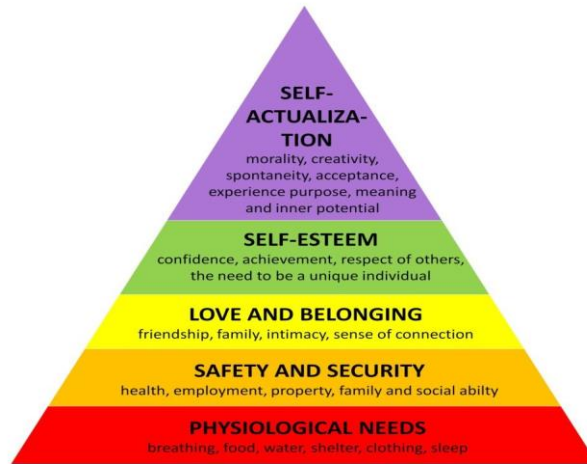 SELF-
ACTUALIZA-
TION
morality, creativity,
spontaneity, acceptance,
experience purpose, meaning
and inner potential
SELF-ESTEEM
confidence, achievement, respect of others,
the need to be a unique individual
LOVE AND BELONGING
friendship, family, intimacy, sense of connection
SAFETY AND SECURITY
health, employment, property, family and social abilty
PHYSIOLOGICAL NEEDS
breathing, food, water, shelter, clothing, sleep